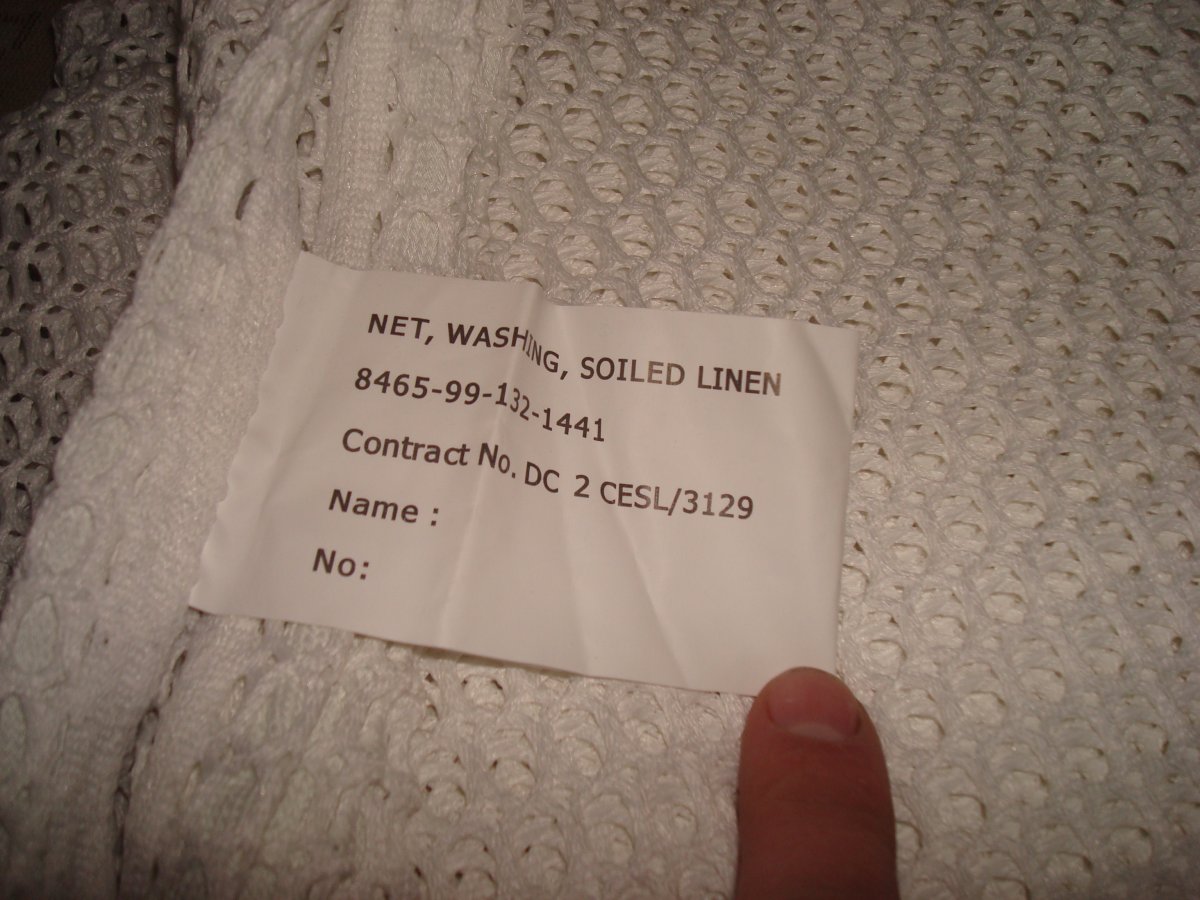 NET, WASHING, SOILED LINEN
8465-99-132-1441
Contract No. DC 2 CESL/3129
Name :
No: